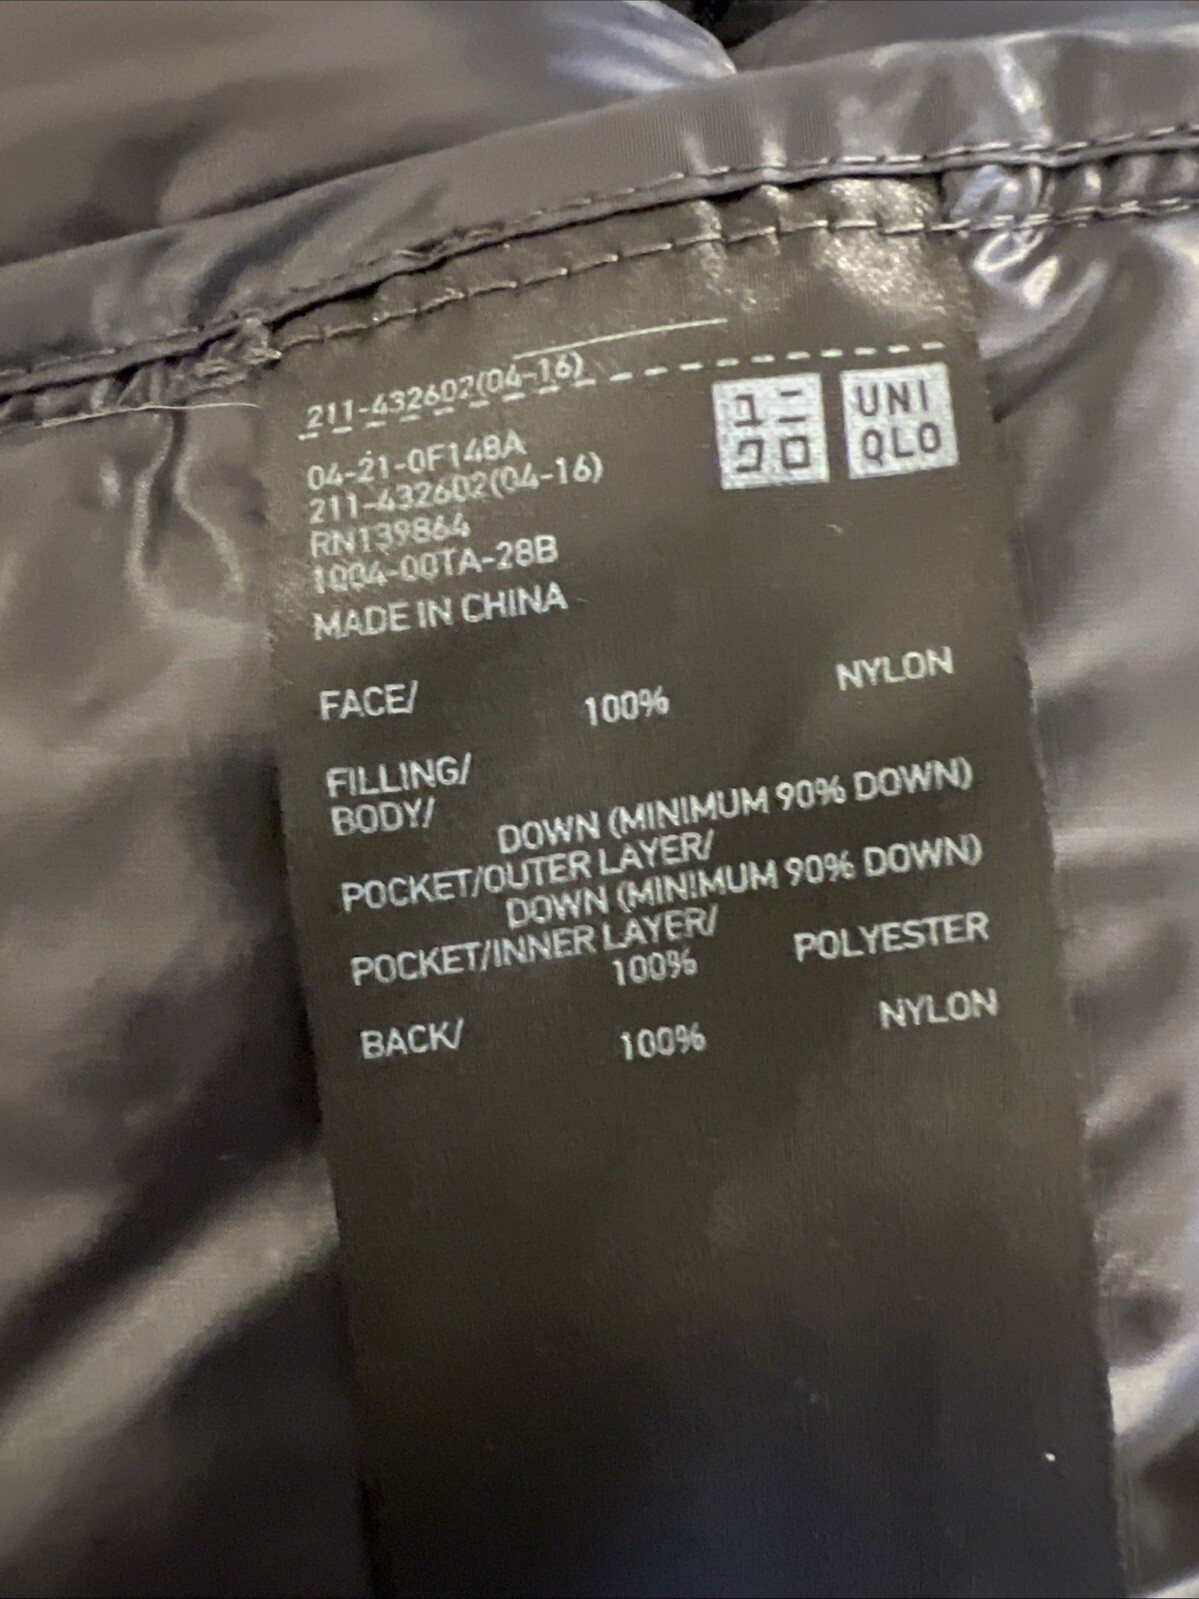 211-432602(04-16)
ユニ
クロ
UNI
QLO
04-21-0F148A
211-432602(04-16)
RN139864
1004-00TA-28B
MADE IN CHINA
FACE/
100% NYLON
FILLING/
BODY/
DOWN (MINIMUM 90% DOWN)
POCKET/OUTER LAYER/
DOWN (MINIMUM 90% DOWN)
POCKET/INNER LAYER/
100% POLYESTER
BACK/
100% NYLON